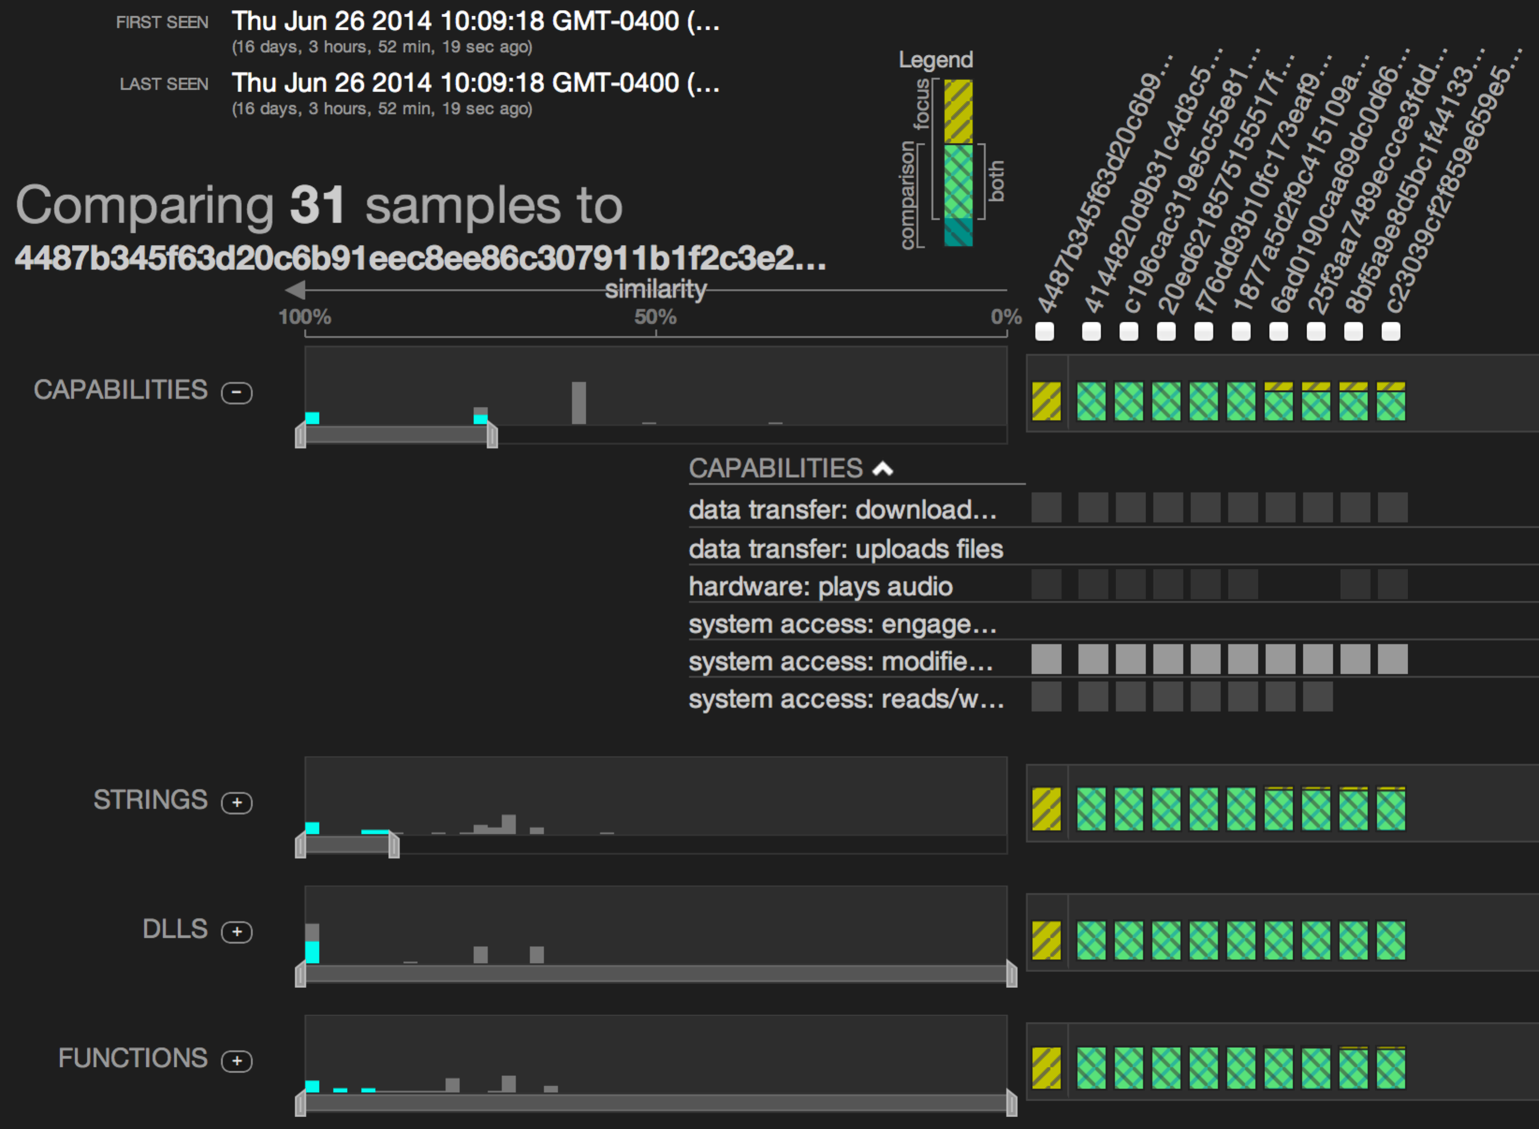 FIRST SEEN Thu Jun 26 2014 10:09:18 GMT-0400 (...
(16 days, 3 hours, 52 min, 19 sec ago)
LAST SEEN Thu Jun 26 2014 10:09:18 GMT-0400 (...
(16 days, 3 hours, 52 min, 19 sec ago)
Legend
focus
comparison
both
Comparing 31 samples to
4487b345f63d20c6b91eec8ee86c307911b1f2c3e2...
similarity
100% 50% 0%
4487b345f63d20c6b9...
4144820d9b31c4d3c5...
c196cac319e5c55e81...
20ed6218575155517f...
f76dd93b10fc173eaf9...
1877a5d2f9c415109a...
6ad0190caa69dc0d66...
25f3aa7489eccce3fdd...
8bf5a9e8d5bc1f44133...
c23039cf2f859e659e5...
CAPABILITIES −
CAPABILITIES
data transfer: download...
data transfer: uploads files
hardware: plays audio
system access: engage...
system access: modifie...
system access: reads/w...
STRINGS +
DLLS +
FUNCTIONS +